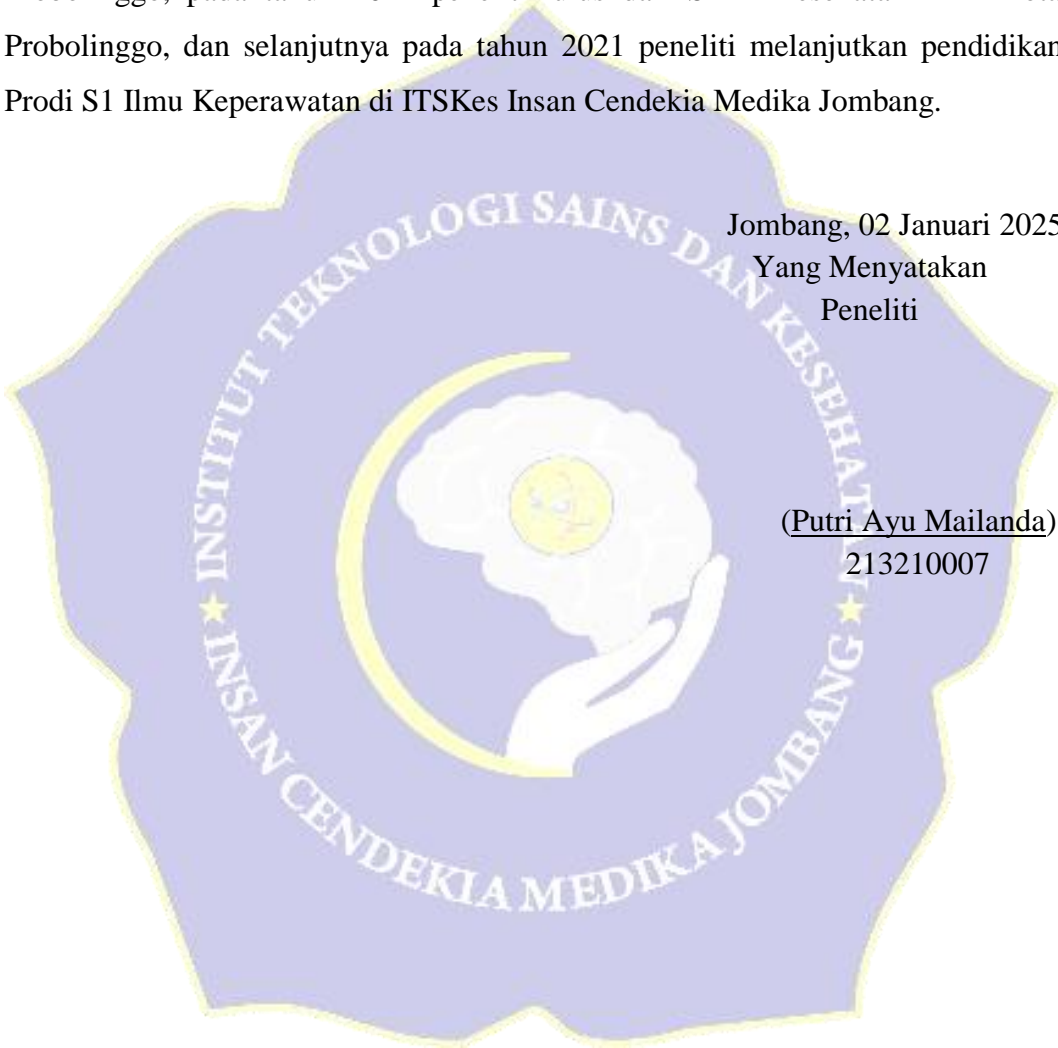 Probolinggo, dan selanjutnya pada tahun 2021 peneliti melanjutkan pendidikan
Prodi S1 Ilmu Keperawatan di ITSKes Insan Cendekia Medika Jombang.
Jombang, 02 Januari 2025
Yang Menyatakan
Peneliti
(Putri Ayu Mailanda)
213210007
INSTITUT TEKNOLOGI SAINS DAN KESEHATAN
INSAN CENDEKIA MEDIKA JOMBANG